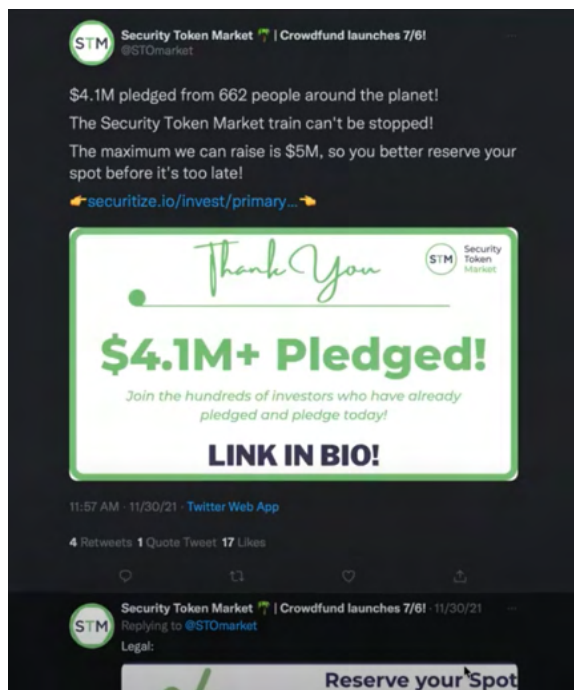 STM
Security Token Market 🌴 | Crowdfund launches 7/6!
@STOmarket
$4.1M pledged from 662 people around the planet!
The Security Token Market train can't be stopped!
The maximum we can raise is $5M, so you better reserve your
spot before it's too late!
👉securitize.io/invest/primary...👈
Thank You
STM
Security
Token
Market
$4.1M+ Pledged!
Join the hundreds of investors who have already
pledged and pledge today!
LINK IN BIO!
11:57 AM · 11/30/21 · Twitter Web App
4 Retweets 1 Quote Tweet 17 Likes
STM
Security Token Market 🌴 | Crowdfund launches 7/6! · 11/30/21
Replying to @STOmarket
Legal:
Reserve your Spot